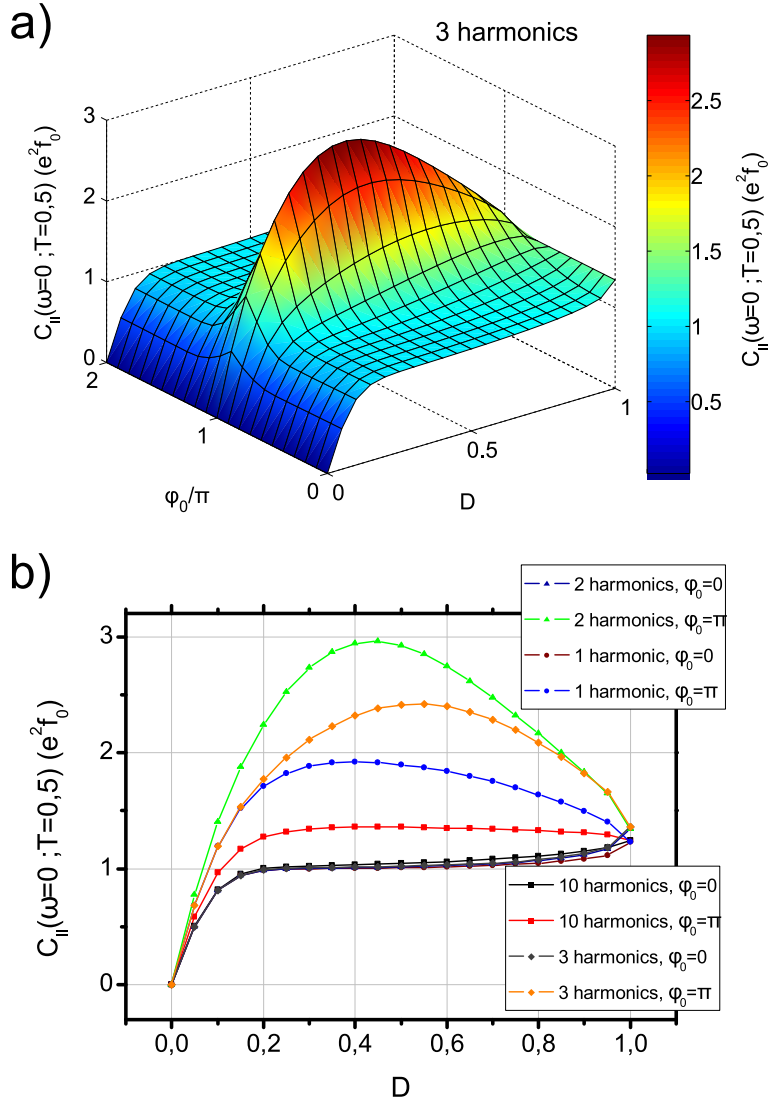 a)
3 harmonics
C_II(ω=0 ;T=0,5) (e²f₀)
3
2
1
0
2
1
0
φ₀/π
0
0.5
1
D
2.5
2
1.5
1
0.5
C_II(ω=0 ;T=0,5) (e²f₀)
b)
2 harmonics, φ₀=0
2 harmonics, φ₀=π
1 harmonic, φ₀=0
1 harmonic, φ₀=π
C_II(ω=0 ;T=0,5) (e²f₀)
3
2
1
0
10 harmonics, φ₀=0
10 harmonics, φ₀=π
3 harmonics, φ₀=0
3 harmonics, φ₀=π
0,0 0,2 0,4 0,6 0,8 1,0
D